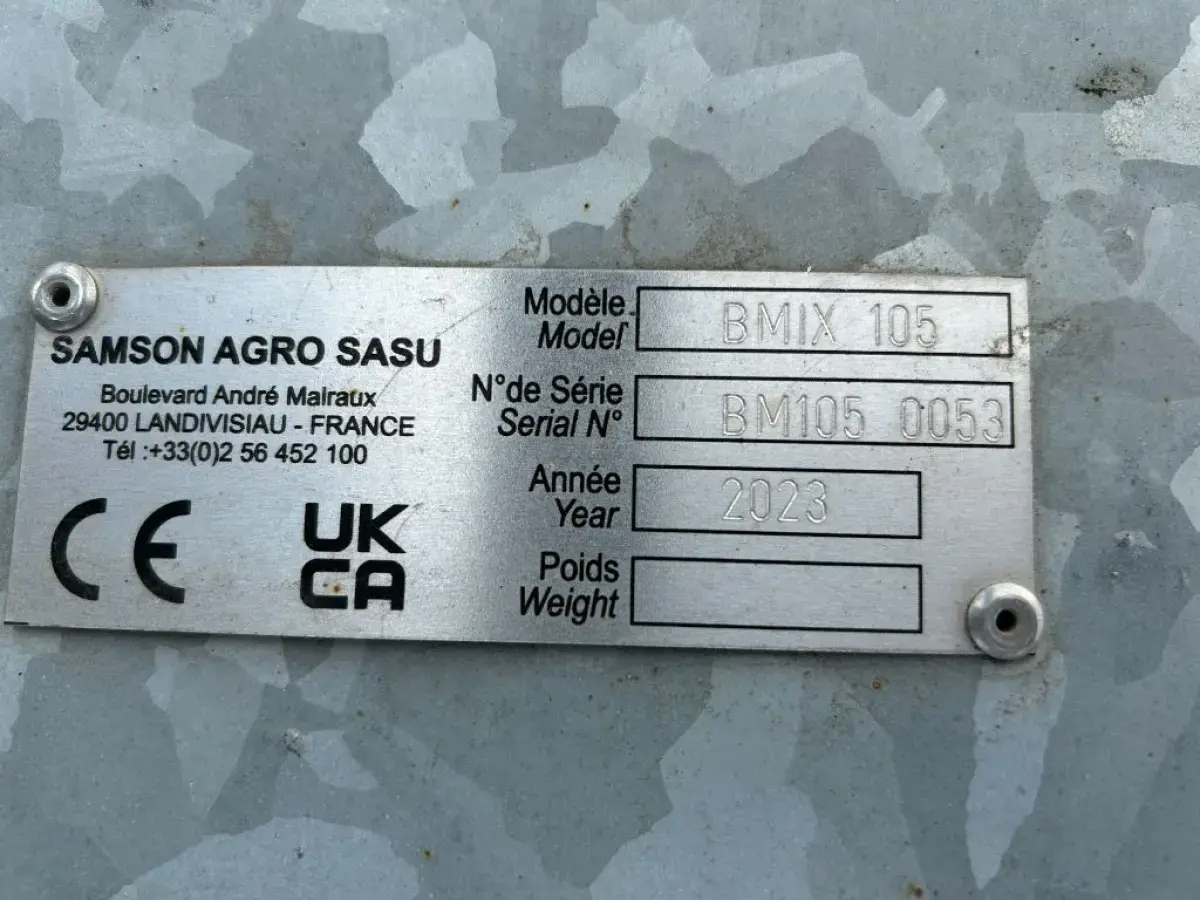 SAMSON AGRO SASU
Boulevard André Malraux
29400 LANDIVISIAU - FRANCE
Tél :+33(0)2 56 452 100
CE
UK
CA
Modèle
Model
BMIX 105
N°de Série
Serial N°
BM105 0053
Année
Year
2023
Poids
Weight